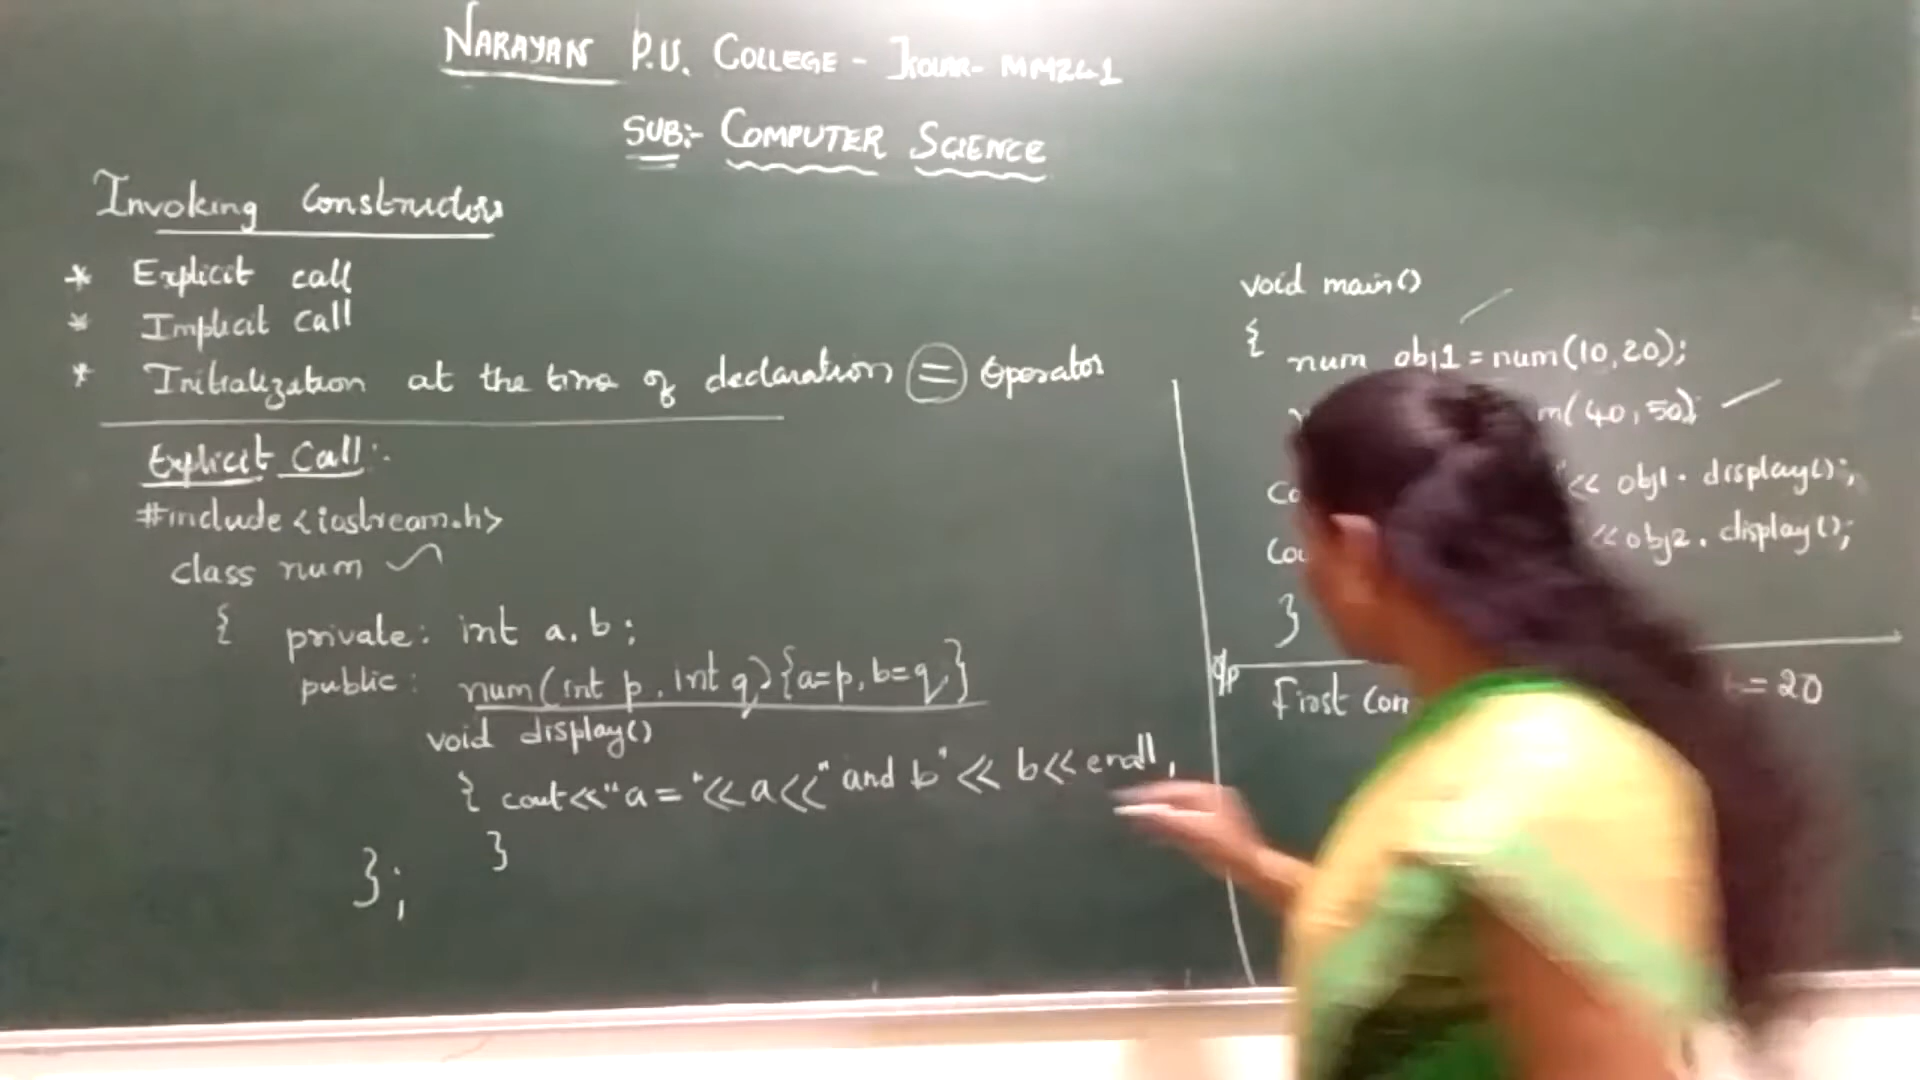 NARAYAN P.U. COLLEGE - KOLAR- MM241
SUB:- COMPUTER SCIENCE
Invoking Constructors
* Explicit call
* Implicit call
* Initialization at the time of declaration = Operator
Explicit Call:-
#include <iostream.h>
class num
{ private: int a, b;
public: num(int p, int q) {a=p, b=q;}
void display()
{ cout<<"a = "<<a<<" and b" << b<<endl;
}
};
void main()
{
num obj1 = num(10,20);
(40,50);
<< obj1. display();
<<obj2. display();
}
o/p
First = 20